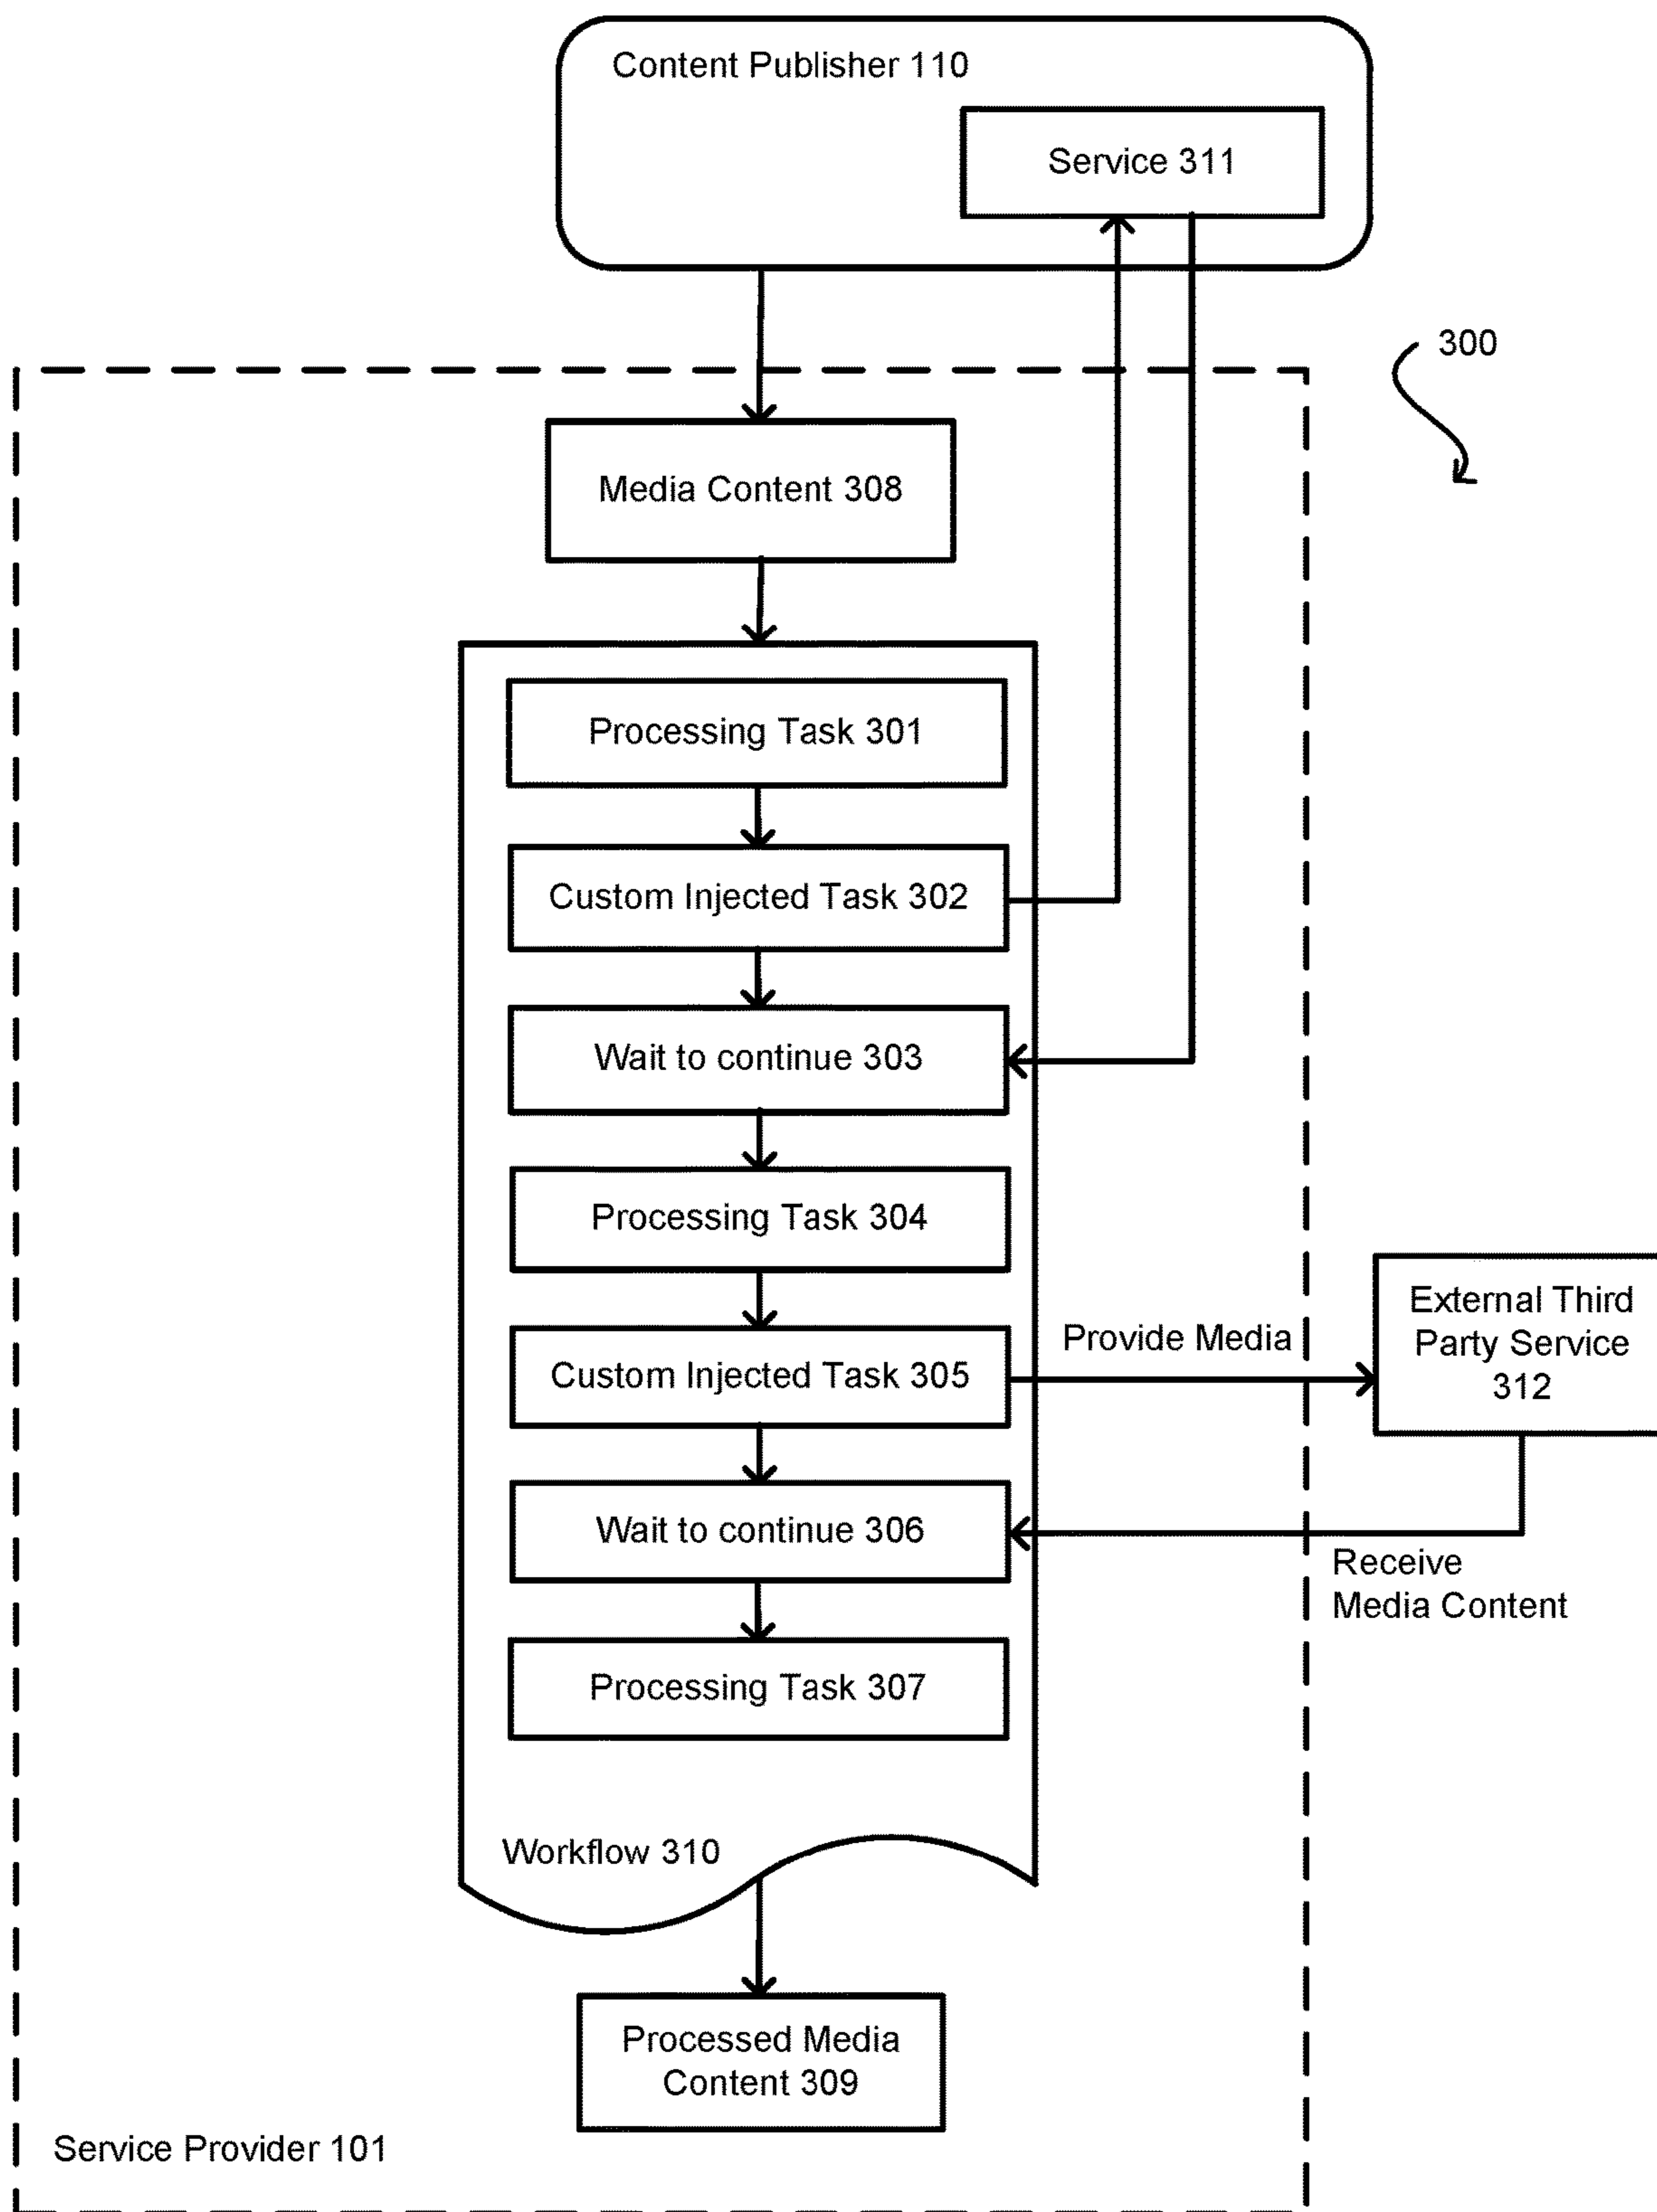 Content Publisher 110
Service 311
300
Media Content 308
Processing Task 301
Custom Injected Task 302
Wait to continue 303
Processing Task 304
External Third
Party Service
312
Provide Media
Custom Injected Task 305
Wait to continue 306
Receive
Media Content
Processing Task 307
Workflow 310
Processed Media
Content 309
Service Provider 101